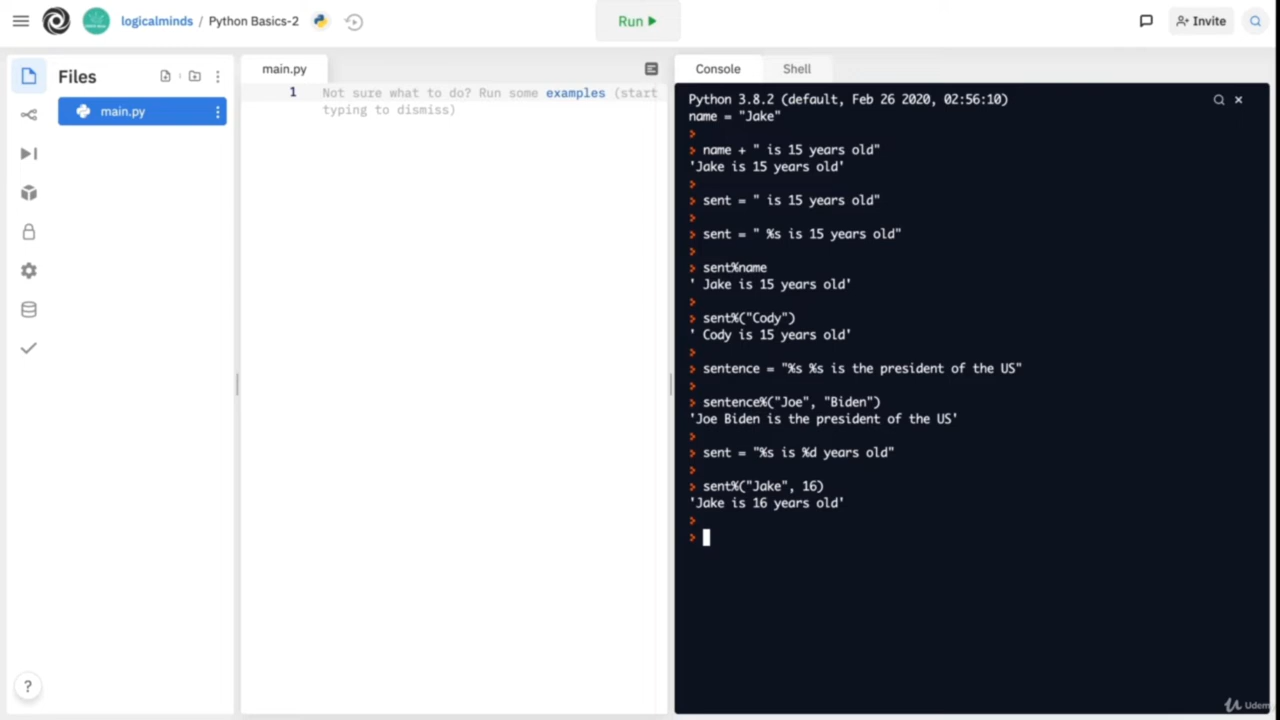 logicalminds / Python Basics-2
Run
Invite
Files
main.py
main.py
1 Not sure what to do? Run some examples (start
typing to dismiss)
Console
Shell
Python 3.8.2 (default, Feb 26 2020, 02:56:10)
name = "Jake"
>
> name + " is 15 years old"
'Jake is 15 years old'
>
> sent = " is 15 years old"
>
> sent = " %s is 15 years old"
>
> sent%name
' Jake is 15 years old'
>
> sent%("Cody")
' Cody is 15 years old'
>
> sentence = "%s %s is the president of the US"
>
> sentence%("Joe", "Biden")
'Joe Biden is the president of the US'
>
> sent = "%s is %d years old"
>
> sent%("Jake", 16)
'Jake is 16 years old'
>
>
?